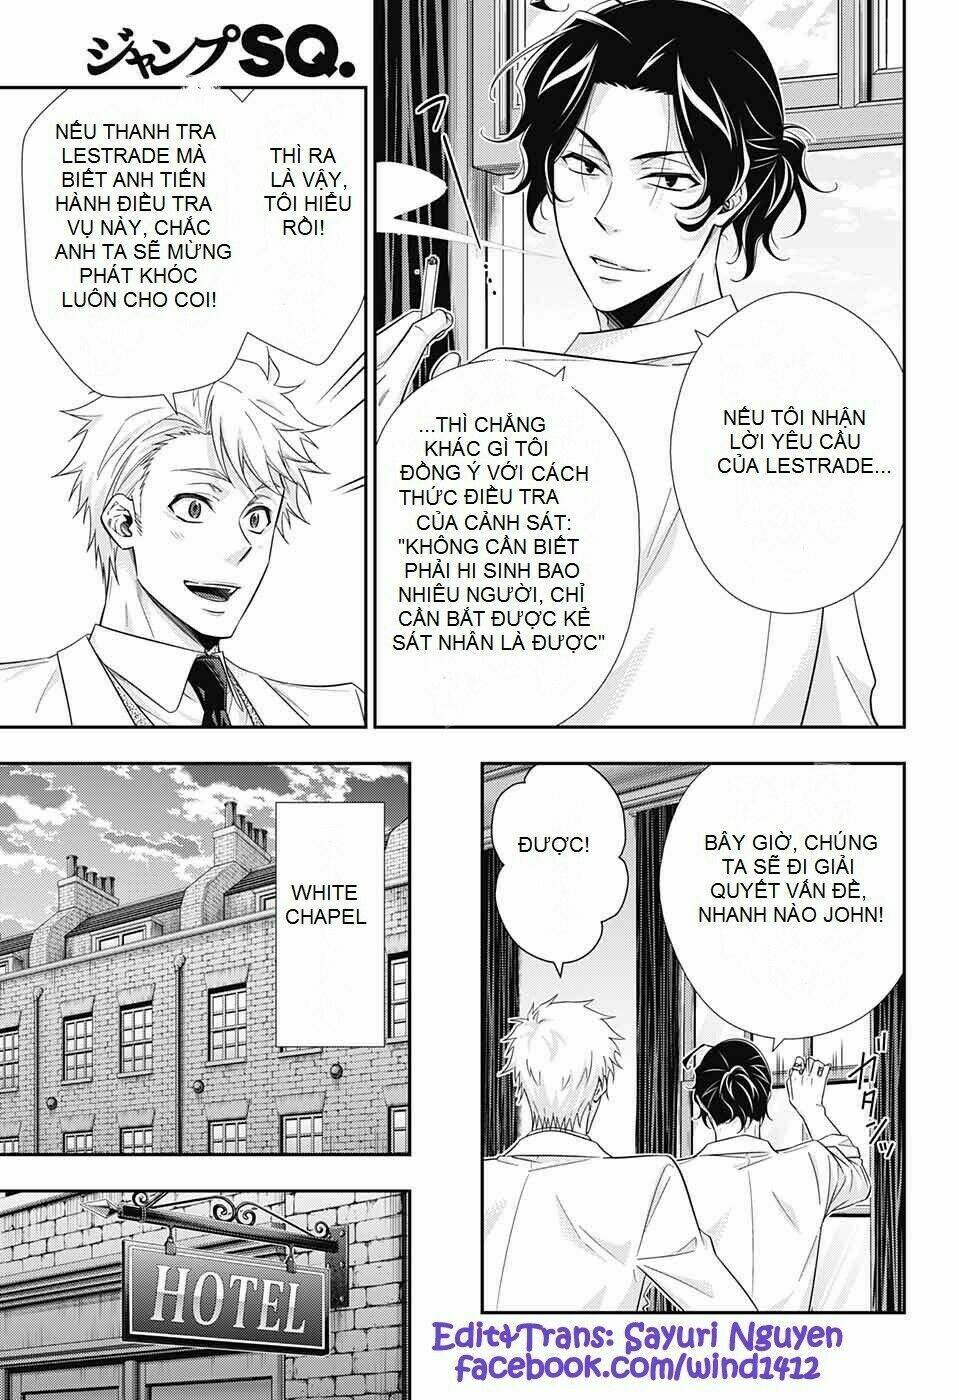 ジャンプSQ.
NẾU TÔI NHẬN
LỜI YÊU CẦU
CỦA LESTRADE...
...THÌ CHẲNG
KHÁC GÌ TÔI
ĐỒNG Ý VỚI CÁCH
THỨC ĐIỀU TRA
CỦA CẢNH SÁT:
"KHÔNG CẦN BIẾT
PHẢI HI SINH BAO
NHIÊU NGƯỜI, CHỈ
CẦN BẮT ĐƯỢC KẺ
SÁT NHÂN LÀ ĐƯỢC"
THÌ RA
LÀ VẬY,
TÔI HIỂU
RỒI!
NẾU THANH TRA
LESTRADE MÀ
BIẾT ANH TIẾN
HÀNH ĐIỀU TRA
VỤ NÀY, CHẮC
ANH TA SẼ MỪNG
PHÁT KHÓC
LUÔN CHO COI!
BÂY GIỜ, CHÚNG
TA SẼ ĐI GIẢI
QUYẾT VẤN ĐỀ,
NHANH NÀO JOHN!
ĐƯỢC!
WHITE
CHAPEL
HOTEL
Edit&Trans: Sayuri Nguyen
facebook.com/wind1412